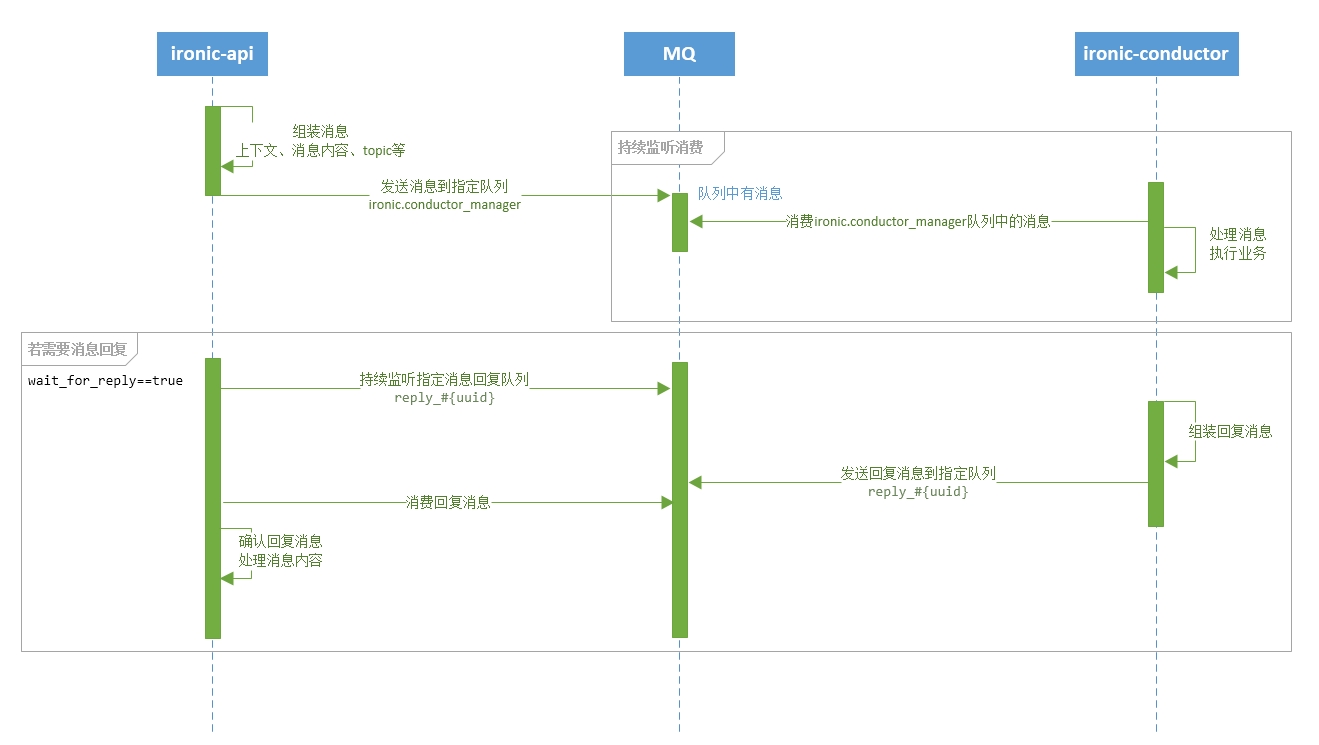 ironic-api
MQ
ironic-conductor
组装消息
上下文、消息内容、topic等
持续监听消费
发送消息到指定队列
ironic.conductor_manager
队列中有消息
消费ironic.conductor_manager队列中的消息
处理消息
执行业务
若需要消息回复
wait_for_reply==true
持续监听指定消息回复队列
reply_#{uuid}
组装回复消息
发送回复消息到指定队列
reply_#{uuid}
消费回复消息
确认回复消息
处理消息内容